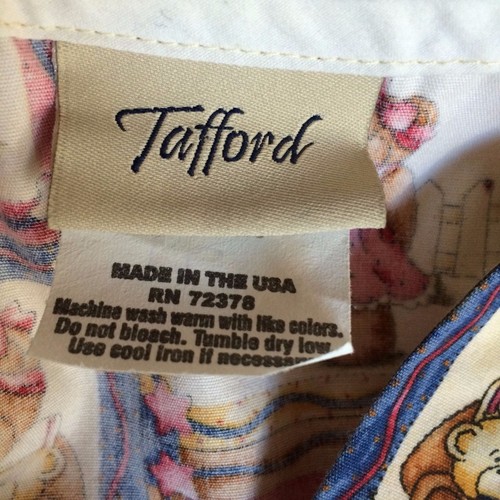 Tafford
MADE IN THE USA
RN 72378
Machine wash warm with like colors.
Do not bleach. Tumble dry low.
Use cool iron if necessary